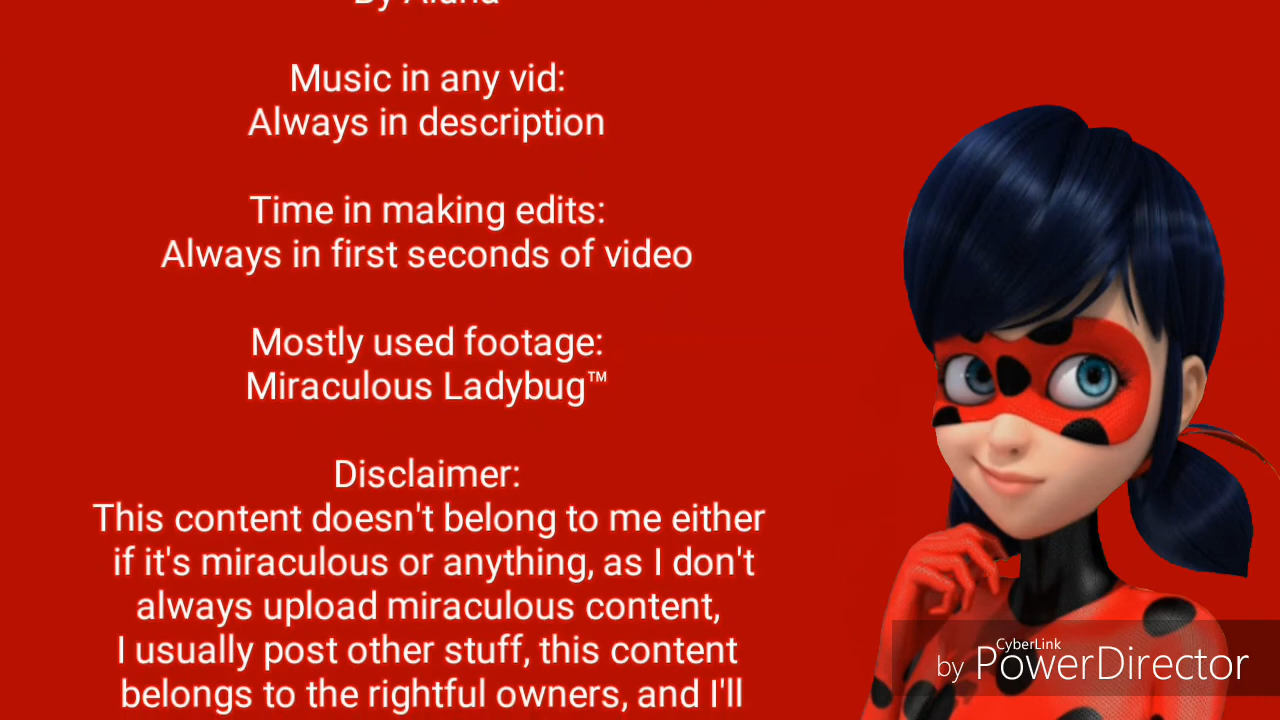 Music in any vid:
Always in description
Time in making edits:
Always in first seconds of video
Mostly used footage:
Miraculous Ladybug™
Disclaimer:
This content doesn't belong to me either
if it's miraculous or anything, as I don't
always upload miraculous content,
I usually post other stuff, this content
belongs to the rightful owners, and I'll
CyberLink
by PowerDirector